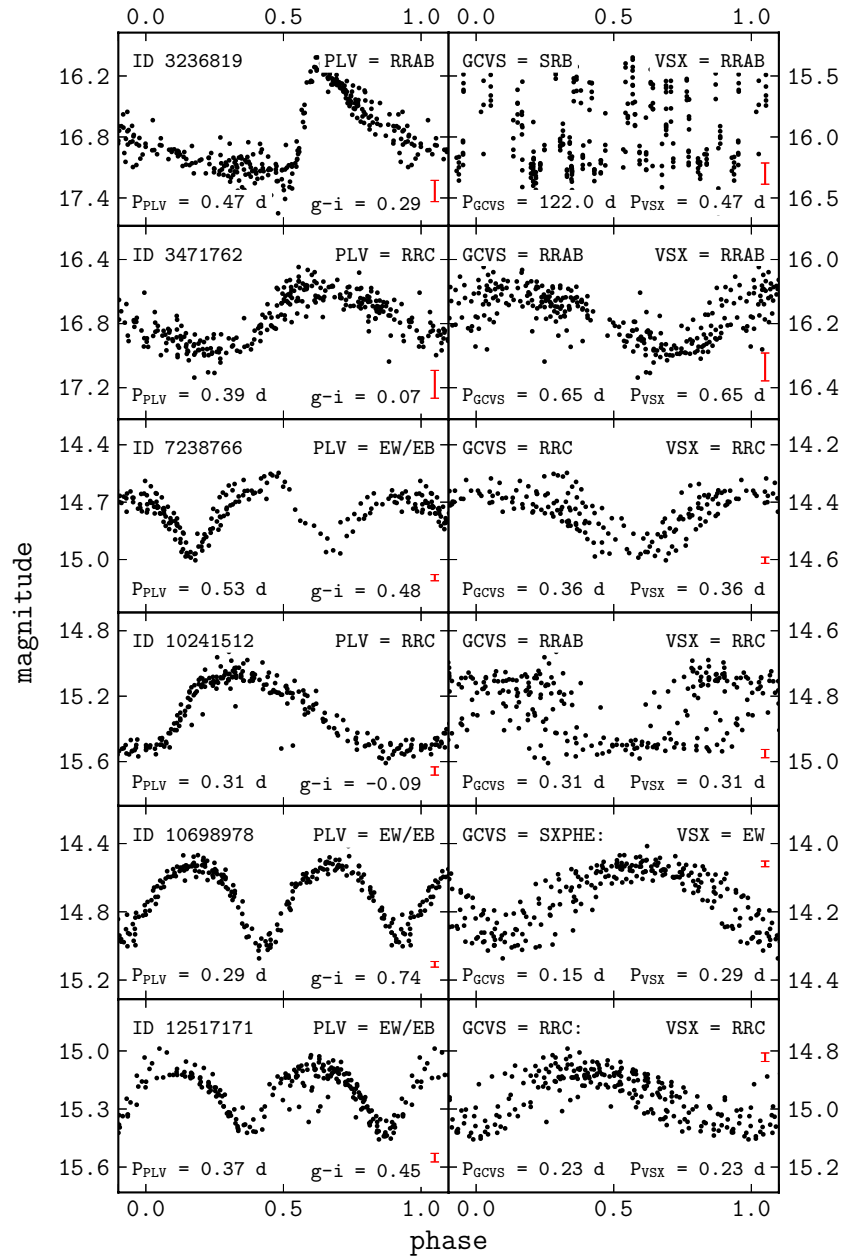 0.0 0.5 1.0 0.0 0.5 1.0
ID 3236819 PLV = RRAB GCVS = SRB VSX = RRAB
16.2 15.5
16.8 16.0
17.4 16.5
P_PLV = 0.47 d g-i = 0.29 P_GCVS = 122.0 d P_VSX = 0.47 d
ID 3471762 PLV = RRC GCVS = RRAB VSX = RRAB
16.4 16.0
16.8 16.2
17.2 16.4
P_PLV = 0.39 d g-i = 0.07 P_GCVS = 0.65 d P_VSX = 0.65 d
ID 7238766 PLV = EW/EB GCVS = RRC VSX = RRC
14.4 14.2
14.7 14.4
15.0 14.6
P_PLV = 0.53 d g-i = 0.48 P_GCVS = 0.36 d P_VSX = 0.36 d
magnitude
ID 10241512 PLV = RRC GCVS = RRAB VSX = RRC
14.8 14.6
15.2 14.8
15.6 15.0
P_PLV = 0.31 d g-i = -0.09 P_GCVS = 0.31 d P_VSX = 0.31 d
ID 10698978 PLV = EW/EB GCVS = SXPHE: VSX = EW
14.4 14.0
14.8 14.2
15.2 14.4
P_PLV = 0.29 d g-i = 0.74 P_GCVS = 0.15 d P_VSX = 0.29 d
ID 12517171 PLV = EW/EB GCVS = RRC: VSX = RRC
15.0 14.8
15.3 15.0
15.6 15.2
P_PLV = 0.37 d g-i = 0.45 P_GCVS = 0.23 d P_VSX = 0.23 d
0.0 0.5 1.0 0.0 0.5 1.0
phase